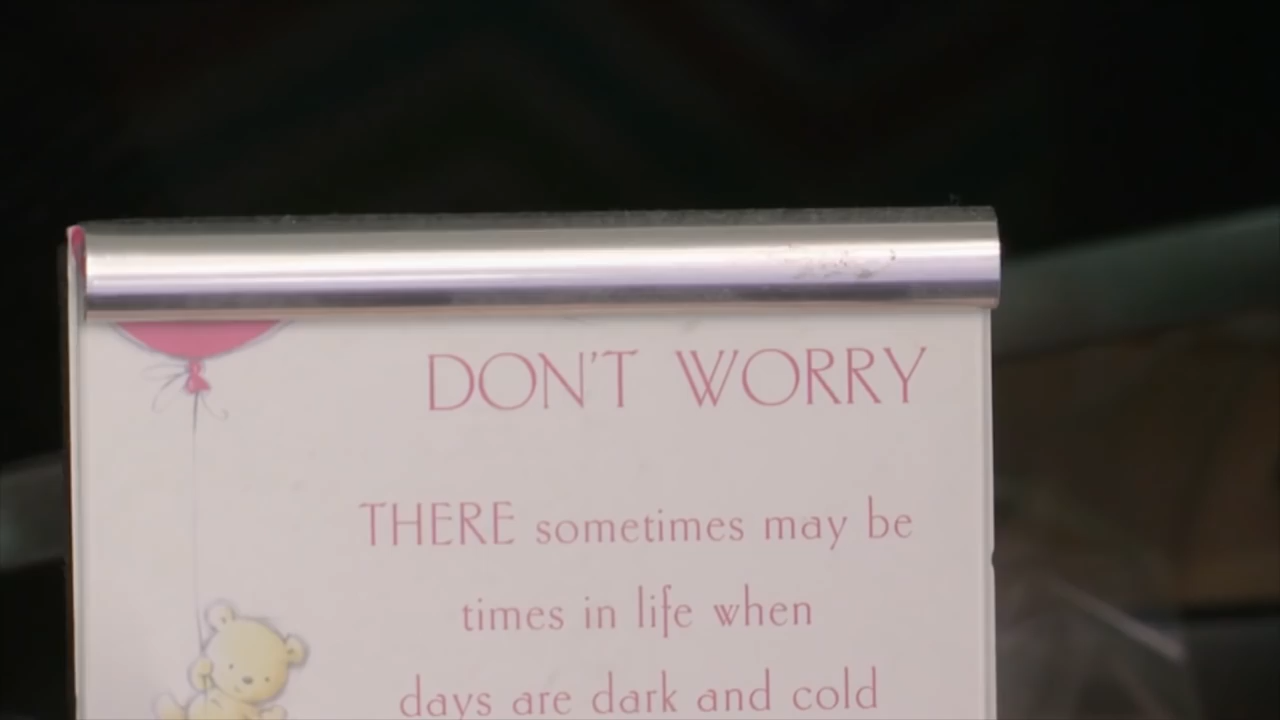 DON'T WORRY
THERE sometimes may be
times in life when
days are dark and cold